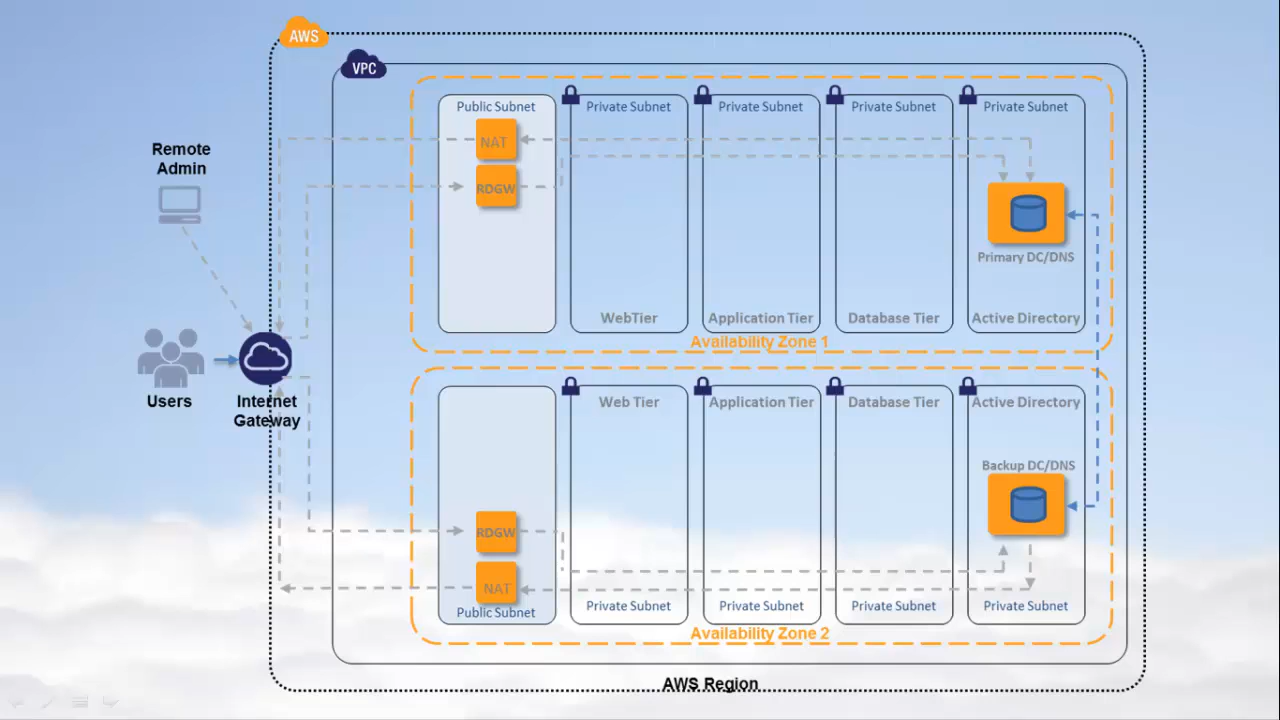 AWS
VPC
Public Subnet
Private Subnet
Private Subnet
Private Subnet
Private Subnet
NAT
RDGW
Remote
Admin
Primary DC/DNS
WebTier
Application Tier
Database Tier
Active Directory
Availability Zone 1
Users
Internet
Gateway
Web Tier
Application Tier
Database Tier
Active Directory
Backup DC/DNS
RDGW
NAT
Public Subnet
Private Subnet
Private Subnet
Private Subnet
Private Subnet
Availability Zone 2
AWS Region